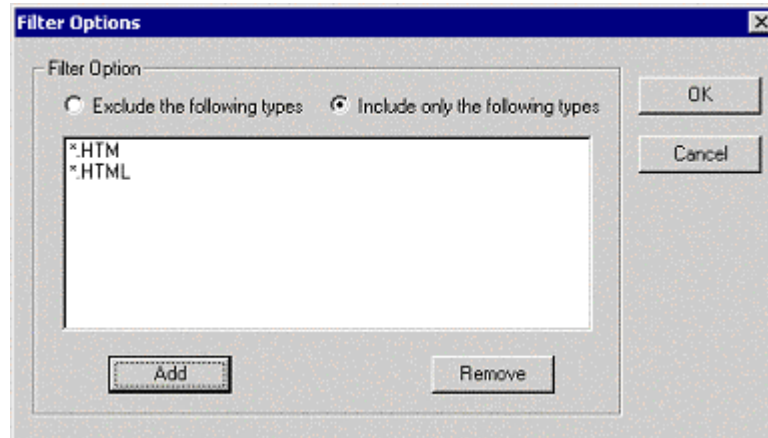 Filter Options
Filter Option
Exclude the following types Include only the following types
OK
*.HTM
*.HTML
Cancel
Add Remove